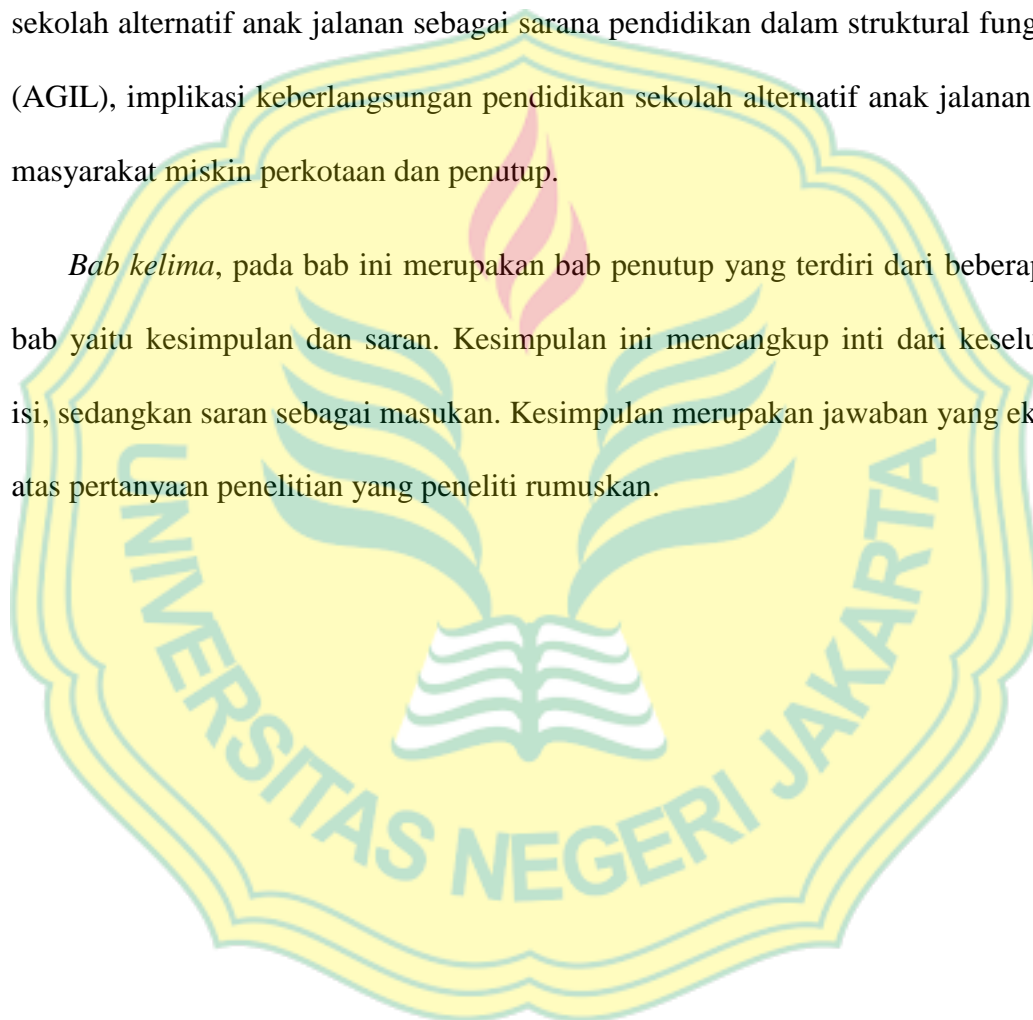 sekolah alternatif anak jalanan sebagai sarana pendidikan dalam struktural fung
(AGIL), implikasi keberlangsungan pendidikan sekolah alternatif anak jalanan
masyarakat miskin perkotaan dan penutup.
Bab kelima, pada bab ini merupakan bab penutup yang terdiri dari beberap
bab yaitu kesimpulan dan saran. Kesimpulan ini mencangkup inti dari keselu
isi, sedangkan saran sebagai masukan. Kesimpulan merupakan jawaban yang ek
atas pertanyaan penelitian yang peneliti rumuskan.
UNIVERSITAS NEGERI JAKARTA